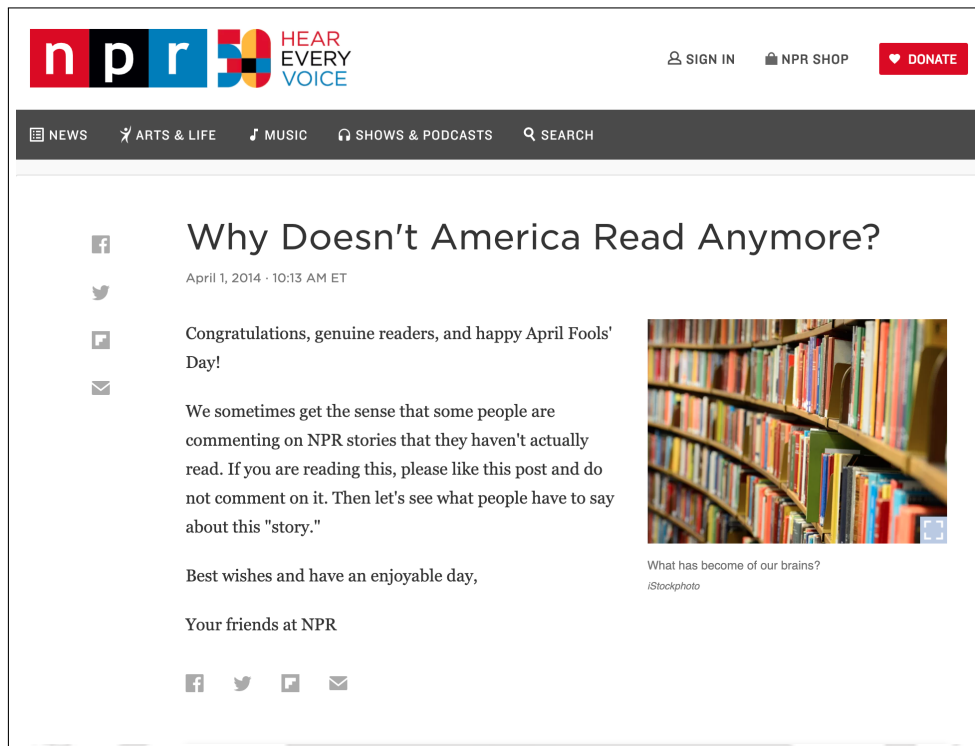 npr 50 HEAR EVERY VOICE
SIGN IN NPR SHOP DONATE
NEWS ARTS & LIFE MUSIC SHOWS & PODCASTS SEARCH
Why Doesn't America Read Anymore?
April 1, 2014 · 10:13 AM ET
Congratulations, genuine readers, and happy April Fools'
Day!
We sometimes get the sense that some people are
commenting on NPR stories that they haven't actually
read. If you are reading this, please like this post and do
not comment on it. Then let's see what people have to say
about this "story."
Best wishes and have an enjoyable day,
Your friends at NPR
What has become of our brains?
iStockphoto